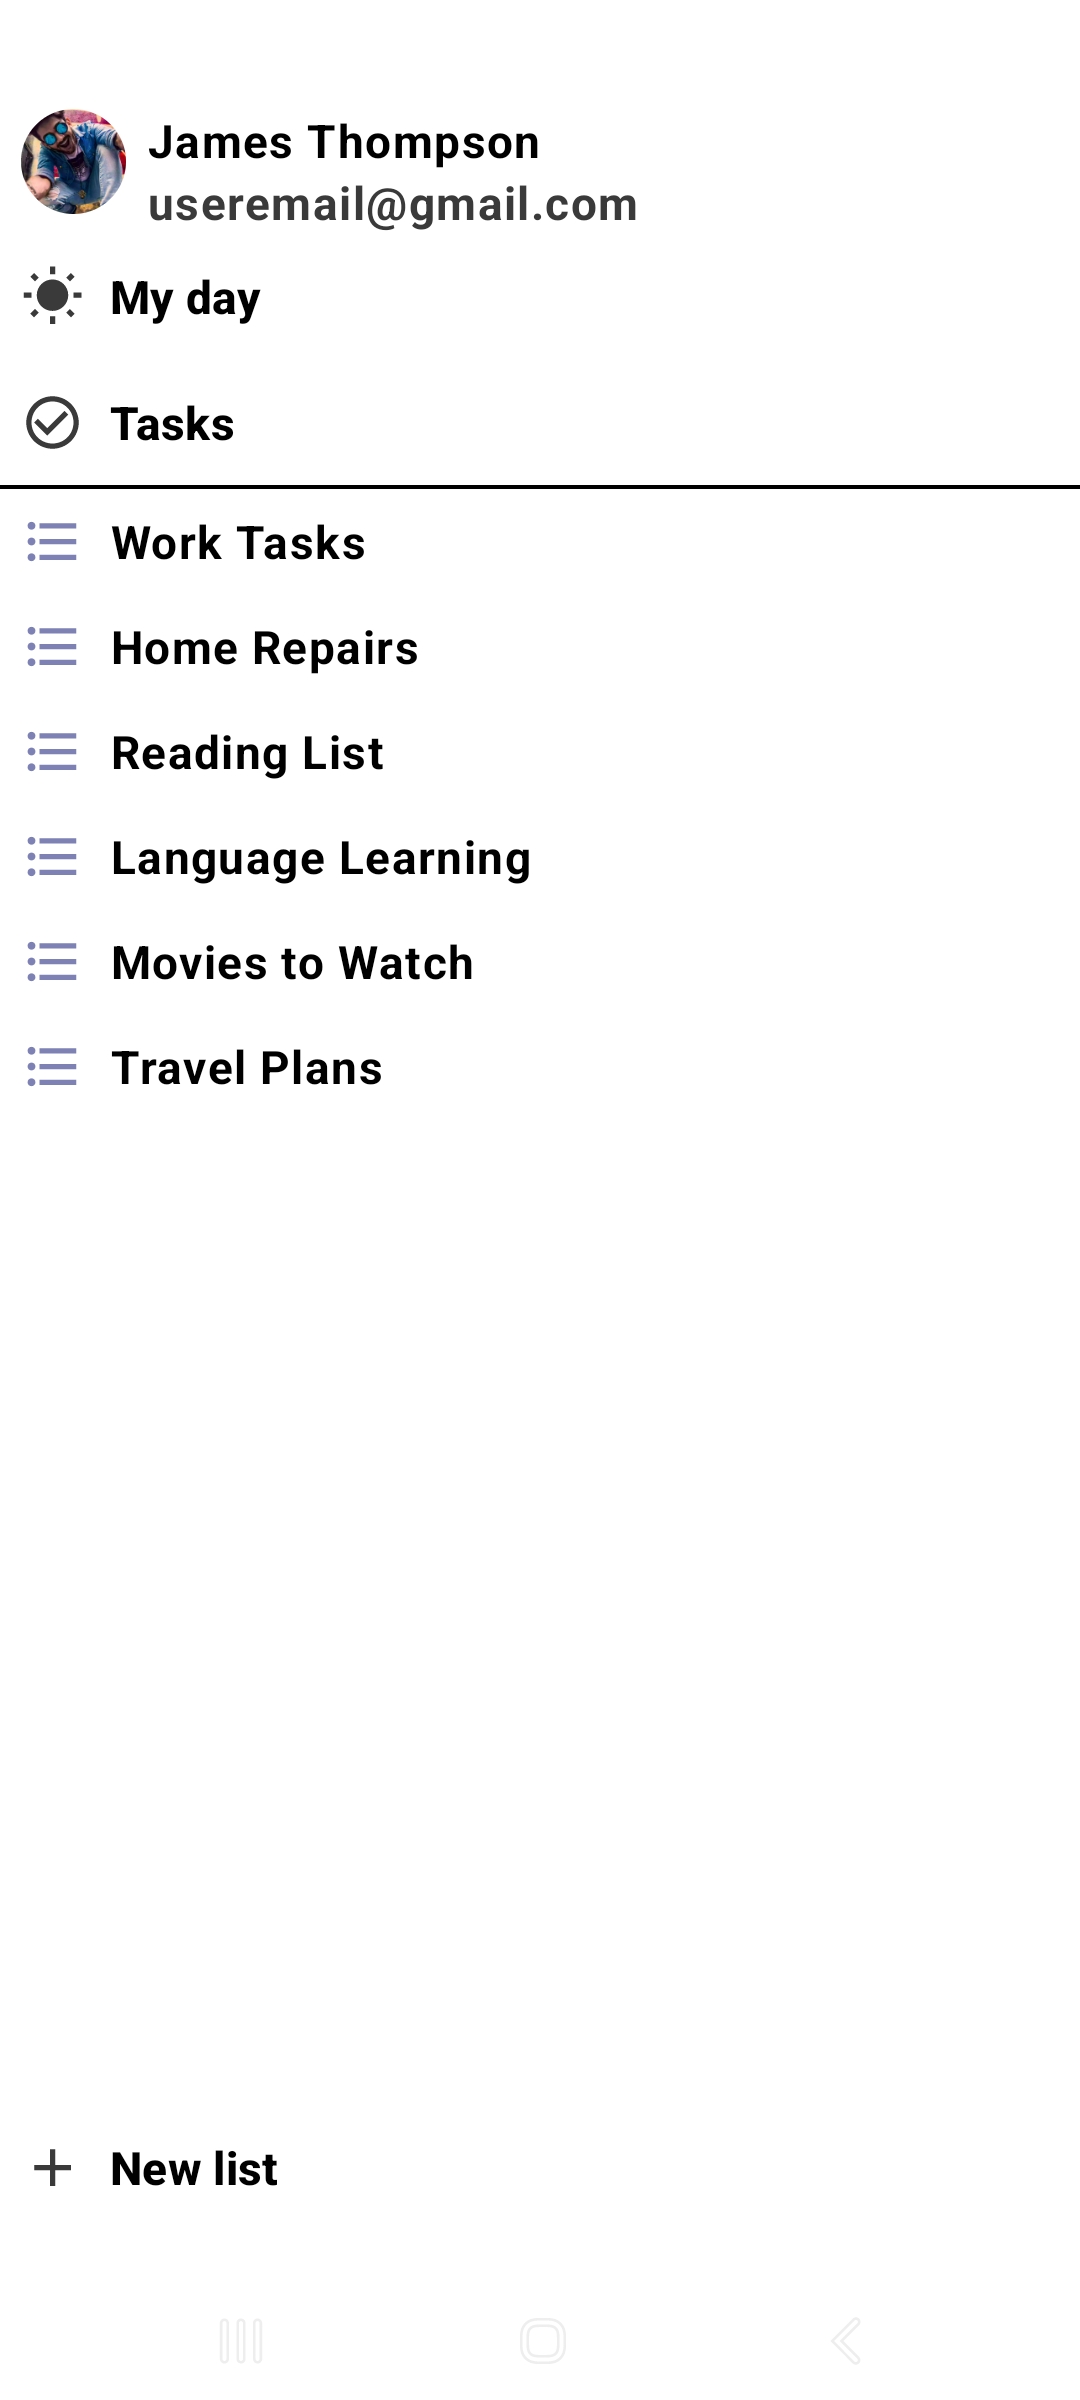 James Thompson
useremail@gmail.com
My day
Tasks
Work Tasks
Home Repairs
Reading List
Language Learning
Movies to Watch
Travel Plans
New list